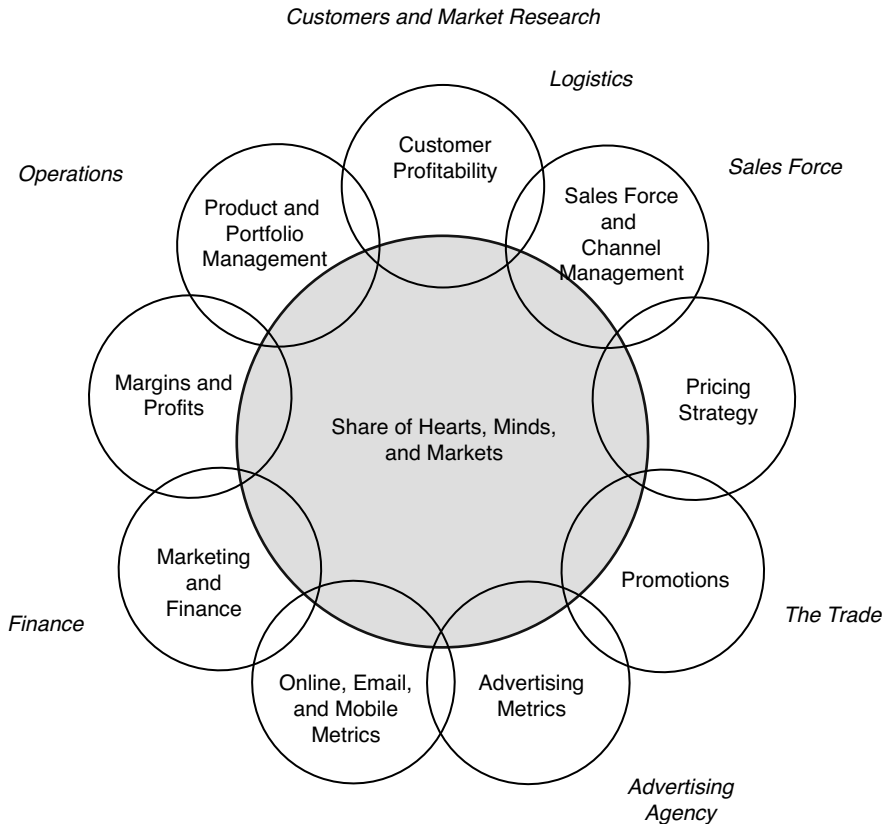 Customers and Market Research
Logistics
Customer
Profitability
Operations
Sales Force
Product and
Portfolio
Management
Sales Force
and
Channel
Management
Margins and
Profits
Share of Hearts, Minds,
and Markets
Pricing
Strategy
Marketing
and
Finance
Promotions
Finance
The Trade
Online, Email,
and Mobile
Metrics
Advertising
Metrics
Advertising
Agency